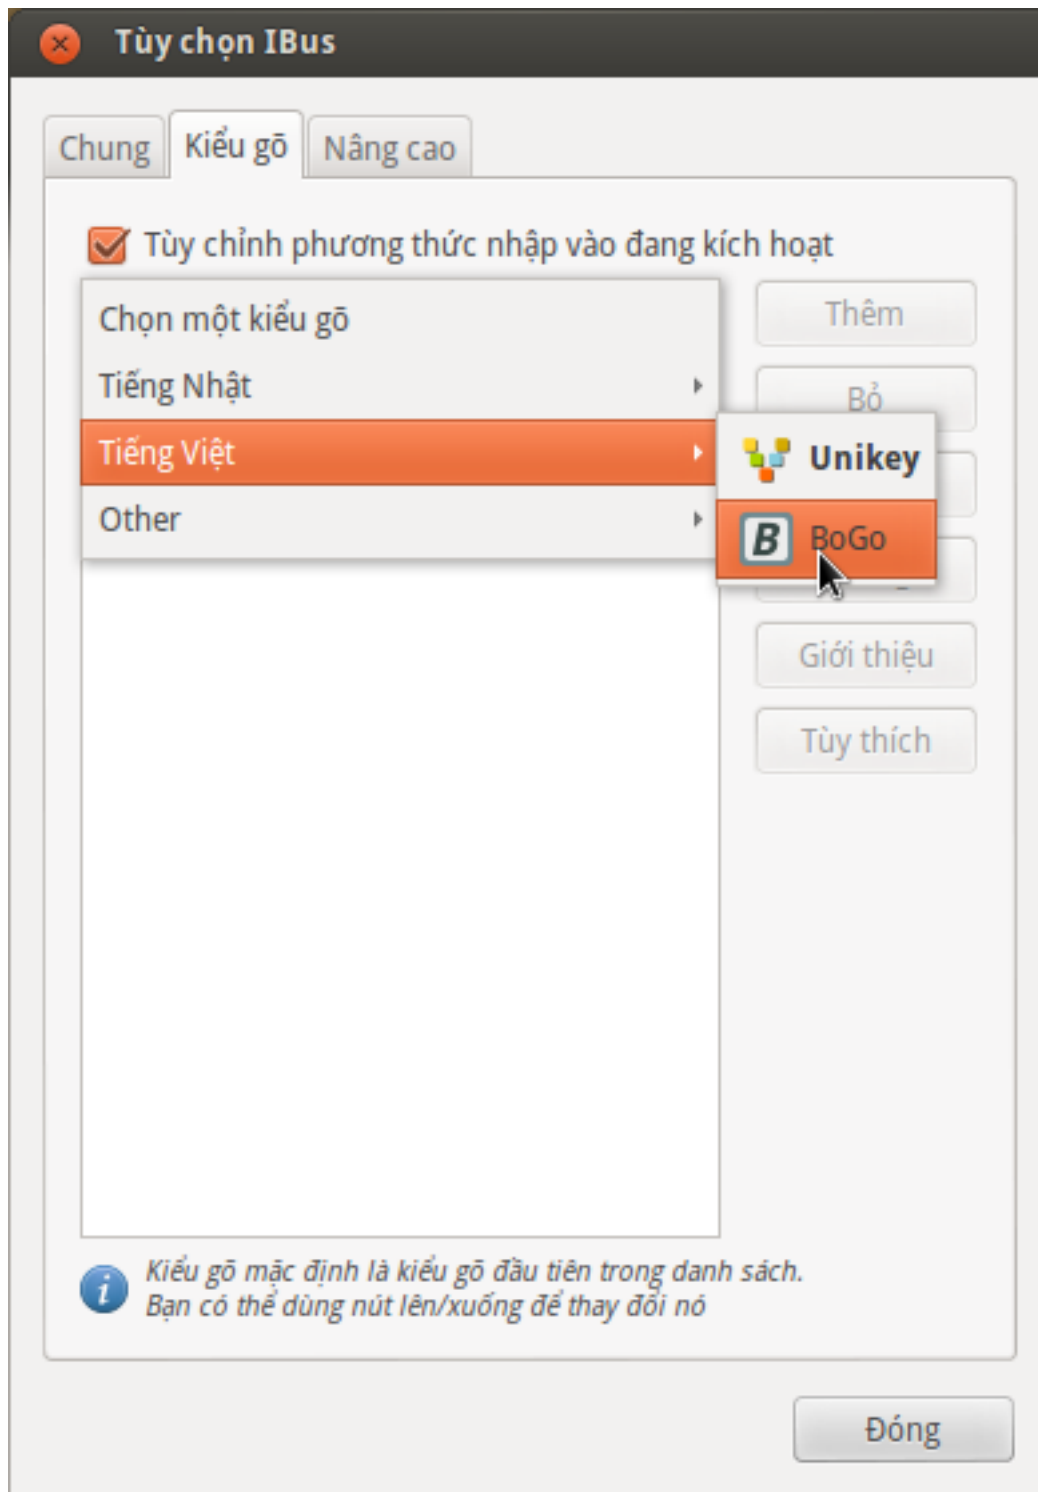 Tùy chọn IBus
Chung
Kiểu gõ
Nâng cao
Tùy chỉnh phương thức nhập vào đang kích hoạt
Chọn một kiểu gõ
Tiếng Nhật
Tiếng Việt
Other
Unikey
B BoGo
Thêm
Bỏ
Giới thiệu
Tùy thích
Kiểu gõ mặc định là kiểu gõ đầu tiên trong danh sách.
Bạn có thể dùng nút lên/xuống để thay đổi nó
Đóng